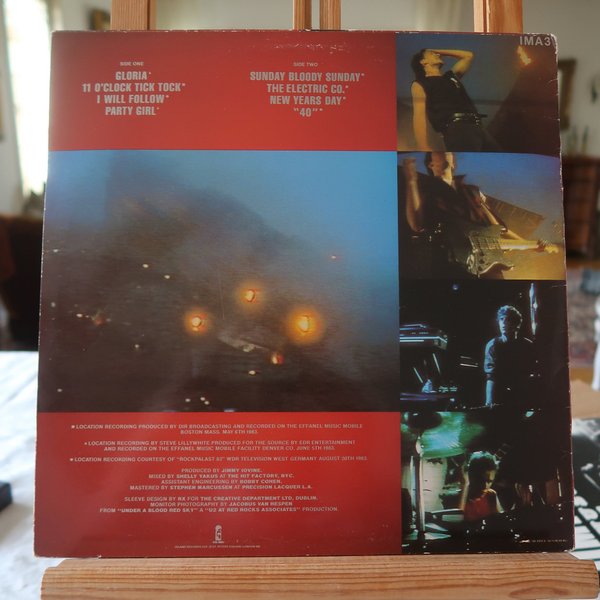 IMA3
SIDE ONE
GLORIA*
11 O'CLOCK TICK TOCK*
I WILL FOLLOW*
PARTY GIRL*
SIDE TWO
SUNDAY BLOODY SUNDAY*
THE ELECTRIC CO.*
NEW YEARS DAY*
"40"*
LOCATION RECORDING PRODUCED BY DIR BROADCASTING AND RECORDED ON THE EFFANEL MUSIC MOBILE
BOSTON MASS. MAY 6TH 1983.
LOCATION RECORDING BY STEVE LILLYWHITE PRODUCED FOR THE SOURCE BY EDR ENTERTAINMENT
AND RECORDED ON THE EFFANEL MUSIC MOBILE FACILITY DENVER CO. JUNE 5TH 1983.
LOCATION RECORDING COURTESY OF "ROCKPALAST 83" WDR TELEVISION WEST GERMANY AUGUST 20TH 1983.
PRODUCED BY JIMMY IOVINE.
MIXED BY SHELLY YAKUS AT THE HIT FACTORY, NYC.
ASSISTANT ENGINEERING BY BOBBY COHEN.
MASTERED BY STEPHEN MARCUSSEN AT PRECISION LACQUER L.A.
SLEEVE DESIGN BY RX FOR THE CREATIVE DEPARTMENT LTD, DUBLIN.
MONITOR PHOTOGRAPHY BY JACOBUS VAN HESPEN
FROM "UNDER A BLOOD RED SKY" A "U2 AT RED ROCKS ASSOCIATES" PRODUCTION.